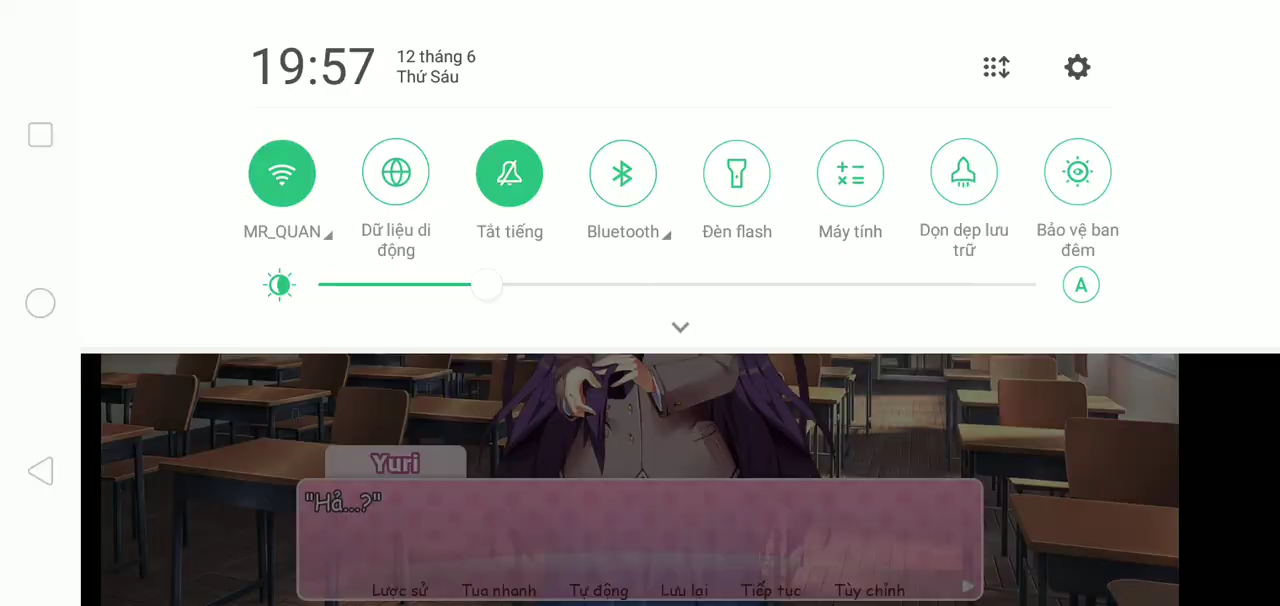 19:57
12 tháng 6
Thứ Sáu
MR_QUAN
Dữ liệu di
động
Tắt tiếng
Bluetooth
Đèn flash
Máy tính
Dọn dẹp lưu
trữ
Bảo vệ ban
đêm
A
Yuri
"Hả...?"
Lược sử Tua nhanh Tự động Lưu lại Tiếp tục Tùy chỉnh